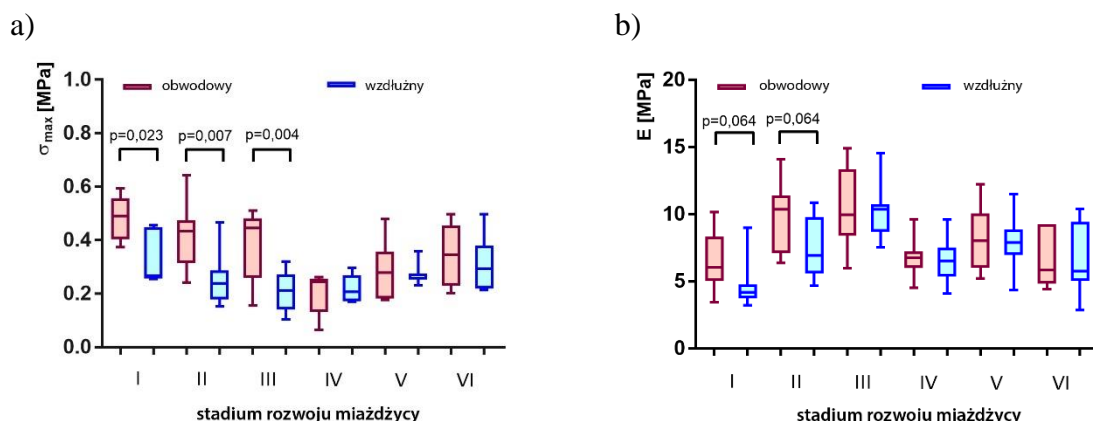 a)
σmax [MPa]
1.0
0.8
0.6
0.4
0.2
0.0
obwodowy
wzdłużny
p=0,023
p=0,007
p=0,004
I II III IV V VI
stadium rozwoju miażdżycy
b)
E [MPa]
20
15
10
5
0
obwodowy
wzdłużny
p=0,064
p=0,064
I II III IV V VI
stadium rozwoju miażdżycy